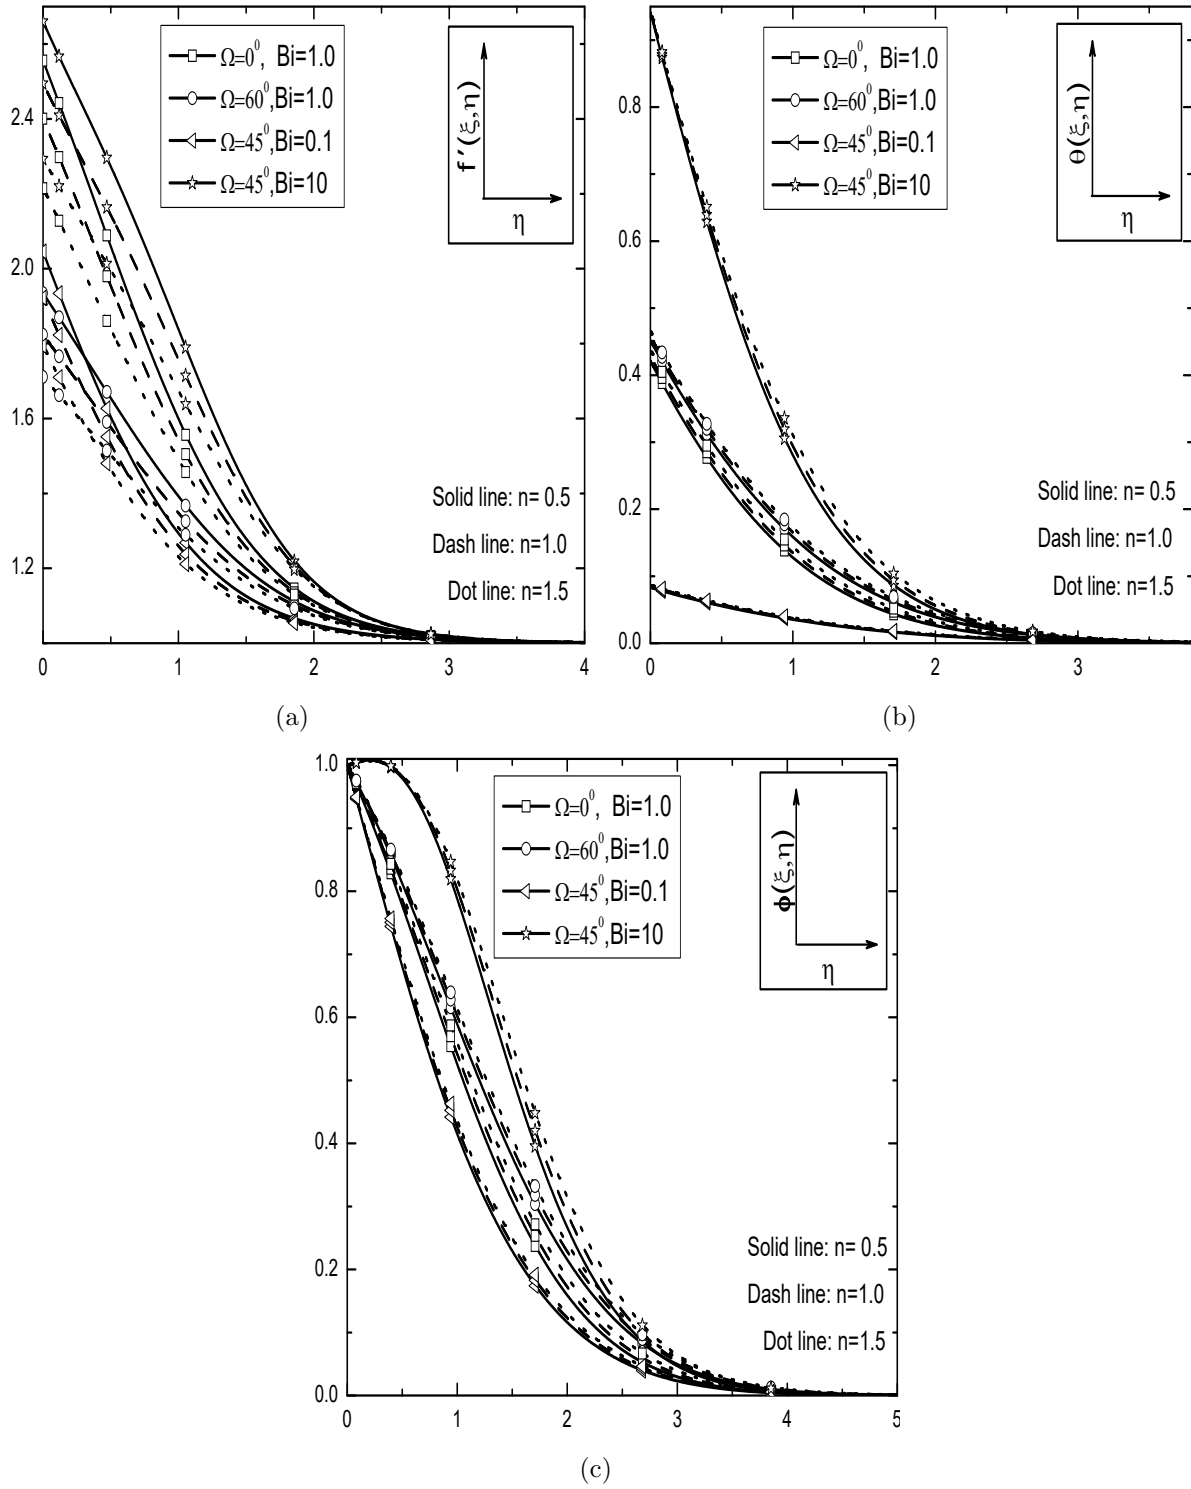 Ω=0⁰, Bi=1.0
Ω=60⁰,Bi=1.0
Ω=45⁰,Bi=0.1
Ω=45⁰,Bi=10
f ′(ξ,η)
η
2.4
2.0
1.6
1.2
Solid line: n= 0.5
Dash line: n=1.0
Dot line: n=1.5
0 1 2 3 4
(a)
Ω=0⁰, Bi=1.0
Ω=60⁰,Bi=1.0
Ω=45⁰,Bi=0.1
Ω=45⁰,Bi=10
θ(ξ,η)
η
0.8
0.6
0.4
0.2
0.0
Solid line: n= 0.5
Dash line: n=1.0
Dot line: n=1.5
0 1 2 3
(b)
Ω=0⁰, Bi=1.0
Ω=60⁰,Bi=1.0
Ω=45⁰,Bi=0.1
Ω=45⁰,Bi=10
ϕ(ξ,η)
η
1.0
0.8
0.6
0.4
0.2
0.0
Solid line: n= 0.5
Dash line: n=1.0
Dot line: n=1.5
0 1 2 3 4 5
(c)